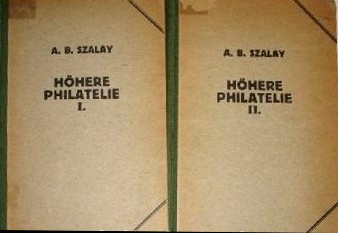 A. B. SZALAY
HÖHERE
PHILATELIE
I.
A. B. SZALAY
HÖHERE
PHILATELIE
II.